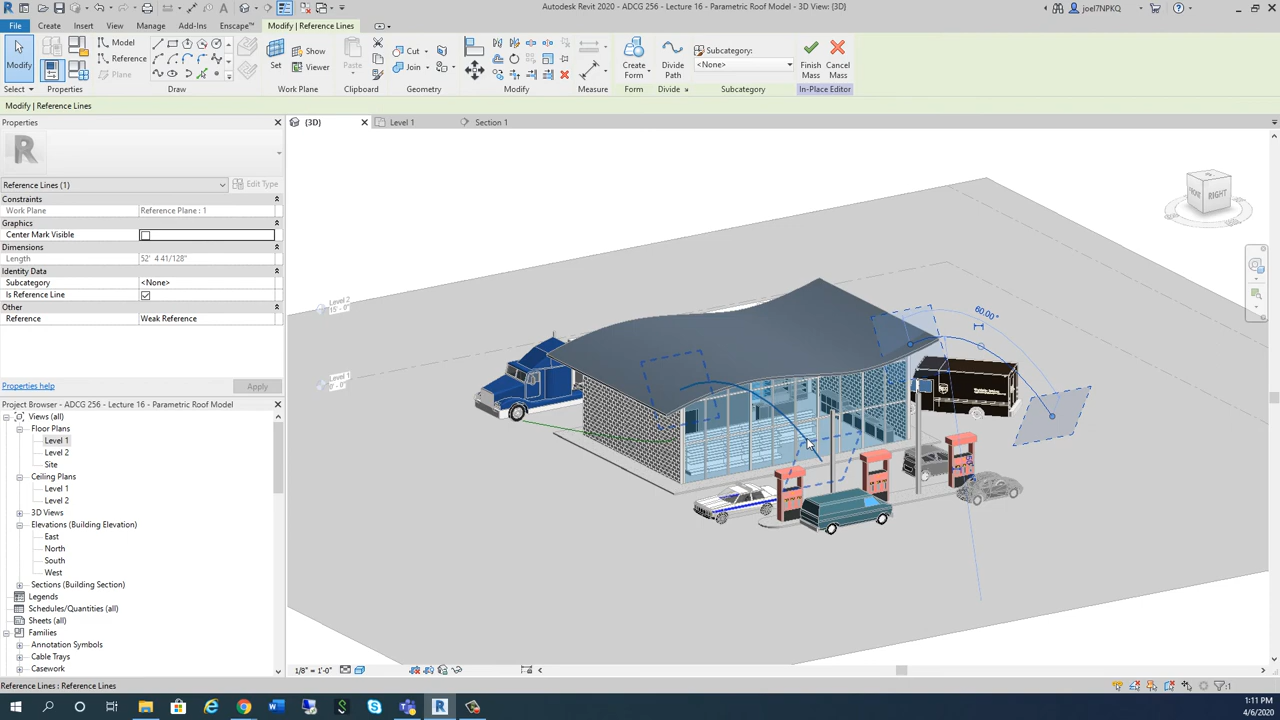 Autodesk Revit 2020 - ADCG 256 - Lecture 16 - Parametric Roof Model - 3D View: {3D}
joel7NPKQ
File Create Insert View Manage Add-Ins Enscape™ Modify | Reference Lines
Modify
Select
Properties
Model
Reference
Plane
Draw
Set
Show
Viewer
Work Plane
Paste
Clipboard
Cut
Join
Geometry
Modify
Measure
Create Form
Form
Divide Path
Divide
Subcategory:
<None>
Subcategory
Finish Mass
Cancel Mass
In-Place Editor
Modify | Reference Lines
Properties
{3D}
Level 1
Section 1
R
Reference Lines (1)
Edit Type
Constraints
Work Plane Reference Plane : 1
Graphics
Center Mark Visible
Dimensions
Length 52' 4 41/128"
Identity Data
Subcategory <None>
Is Reference Line
Other
Reference Weak Reference
Properties help
Apply
Project Browser - ADCG 256 - Lecture 16 - Parametric Roof Model
Views (all)
Floor Plans
Level 1
Level 2
Site
Ceiling Plans
Level 1
Level 2
3D Views
Elevations (Building Elevation)
East
North
South
West
Sections (Building Section)
Legends
Schedules/Quantities (all)
Sheets (all)
Families
Annotation Symbols
Cable Trays
Casework
Level 2
15' - 0"
Level 1
0' - 0"
60.00°
FRONT
RIGHT
1/8" = 1'-0"
Reference Lines : Reference Lines
:1
1:11 PM
4/6/2020